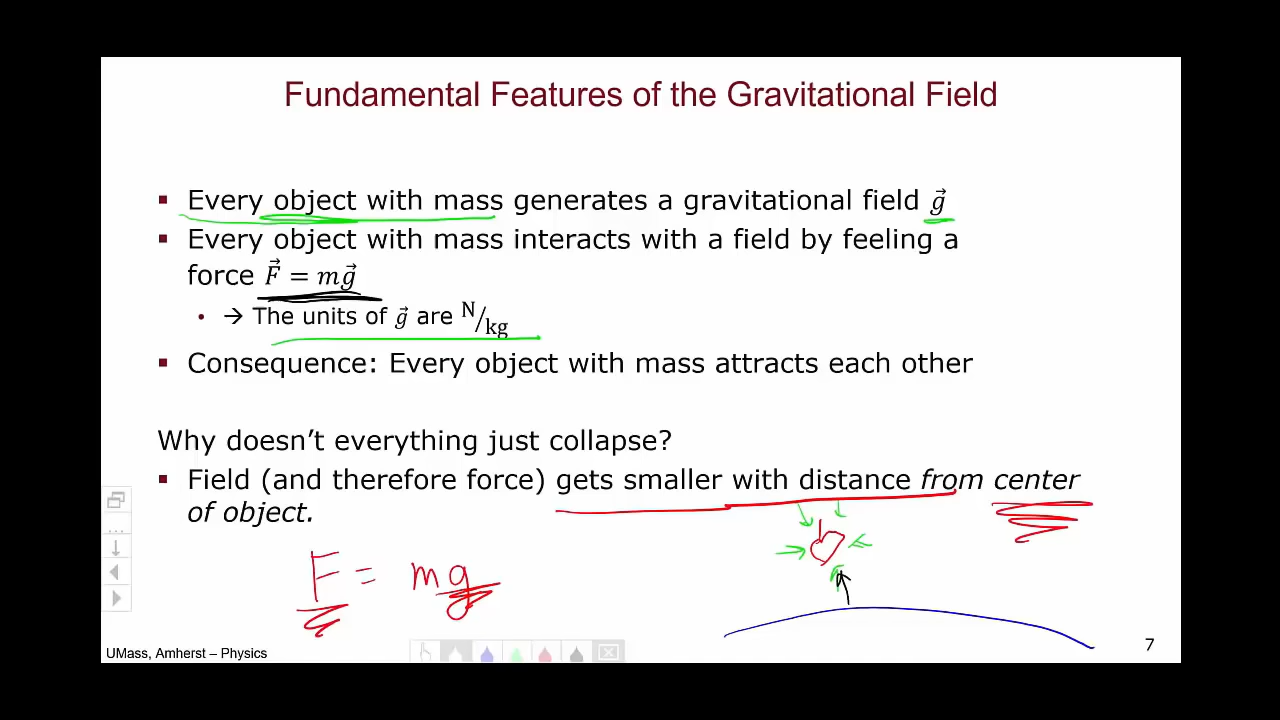 Fundamental Features of the Gravitational Field
▪ Every object with mass generates a gravitational field g⃗
▪ Every object with mass interacts with a field by feeling a
force F⃗ = mg⃗
• → The units of g⃗ are N/kg
▪ Consequence: Every object with mass attracts each other
Why doesn’t everything just collapse?
▪ Field (and therefore force) gets smaller with distance from center
of object.
F = mg
UMass, Amherst – Physics
7